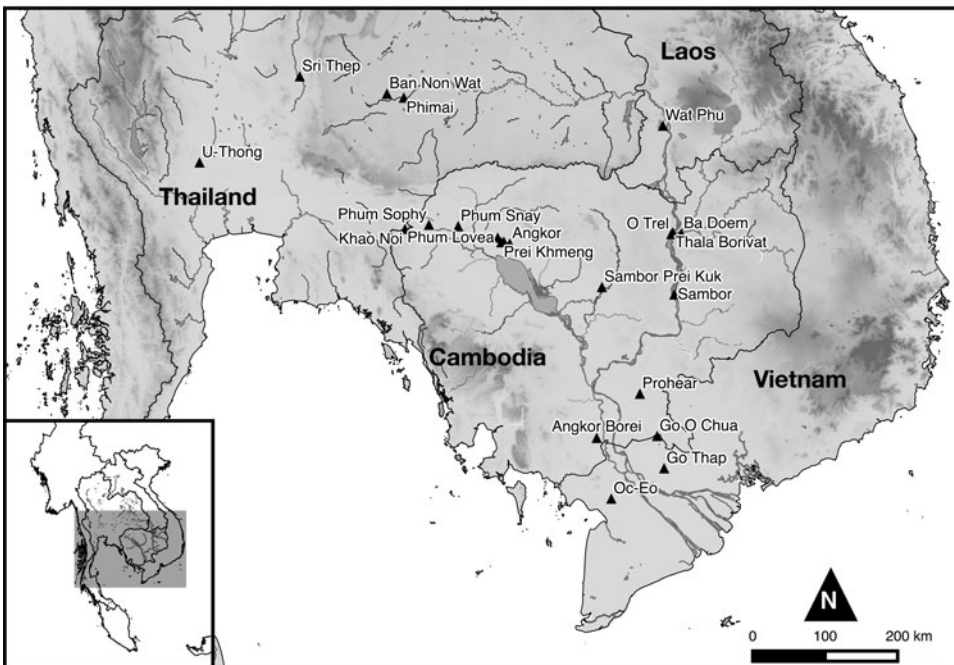 Laos
Sri Thep
Ban Non Wat
Phimai
Wat Phu
U-Thong
Thailand
Phum Sophy
Phum Snay
Khao Noi
Phum Lovea
Angkor
Prei Khmeng
O Trel
Ba Doem
Thala Borivat
Sambor Prei Kuk
Sambor
Cambodia
Vietnam
Prohear
Angkor Borei
Go O Chua
Go Thap
Oc-Eo
N
0 100 200 km